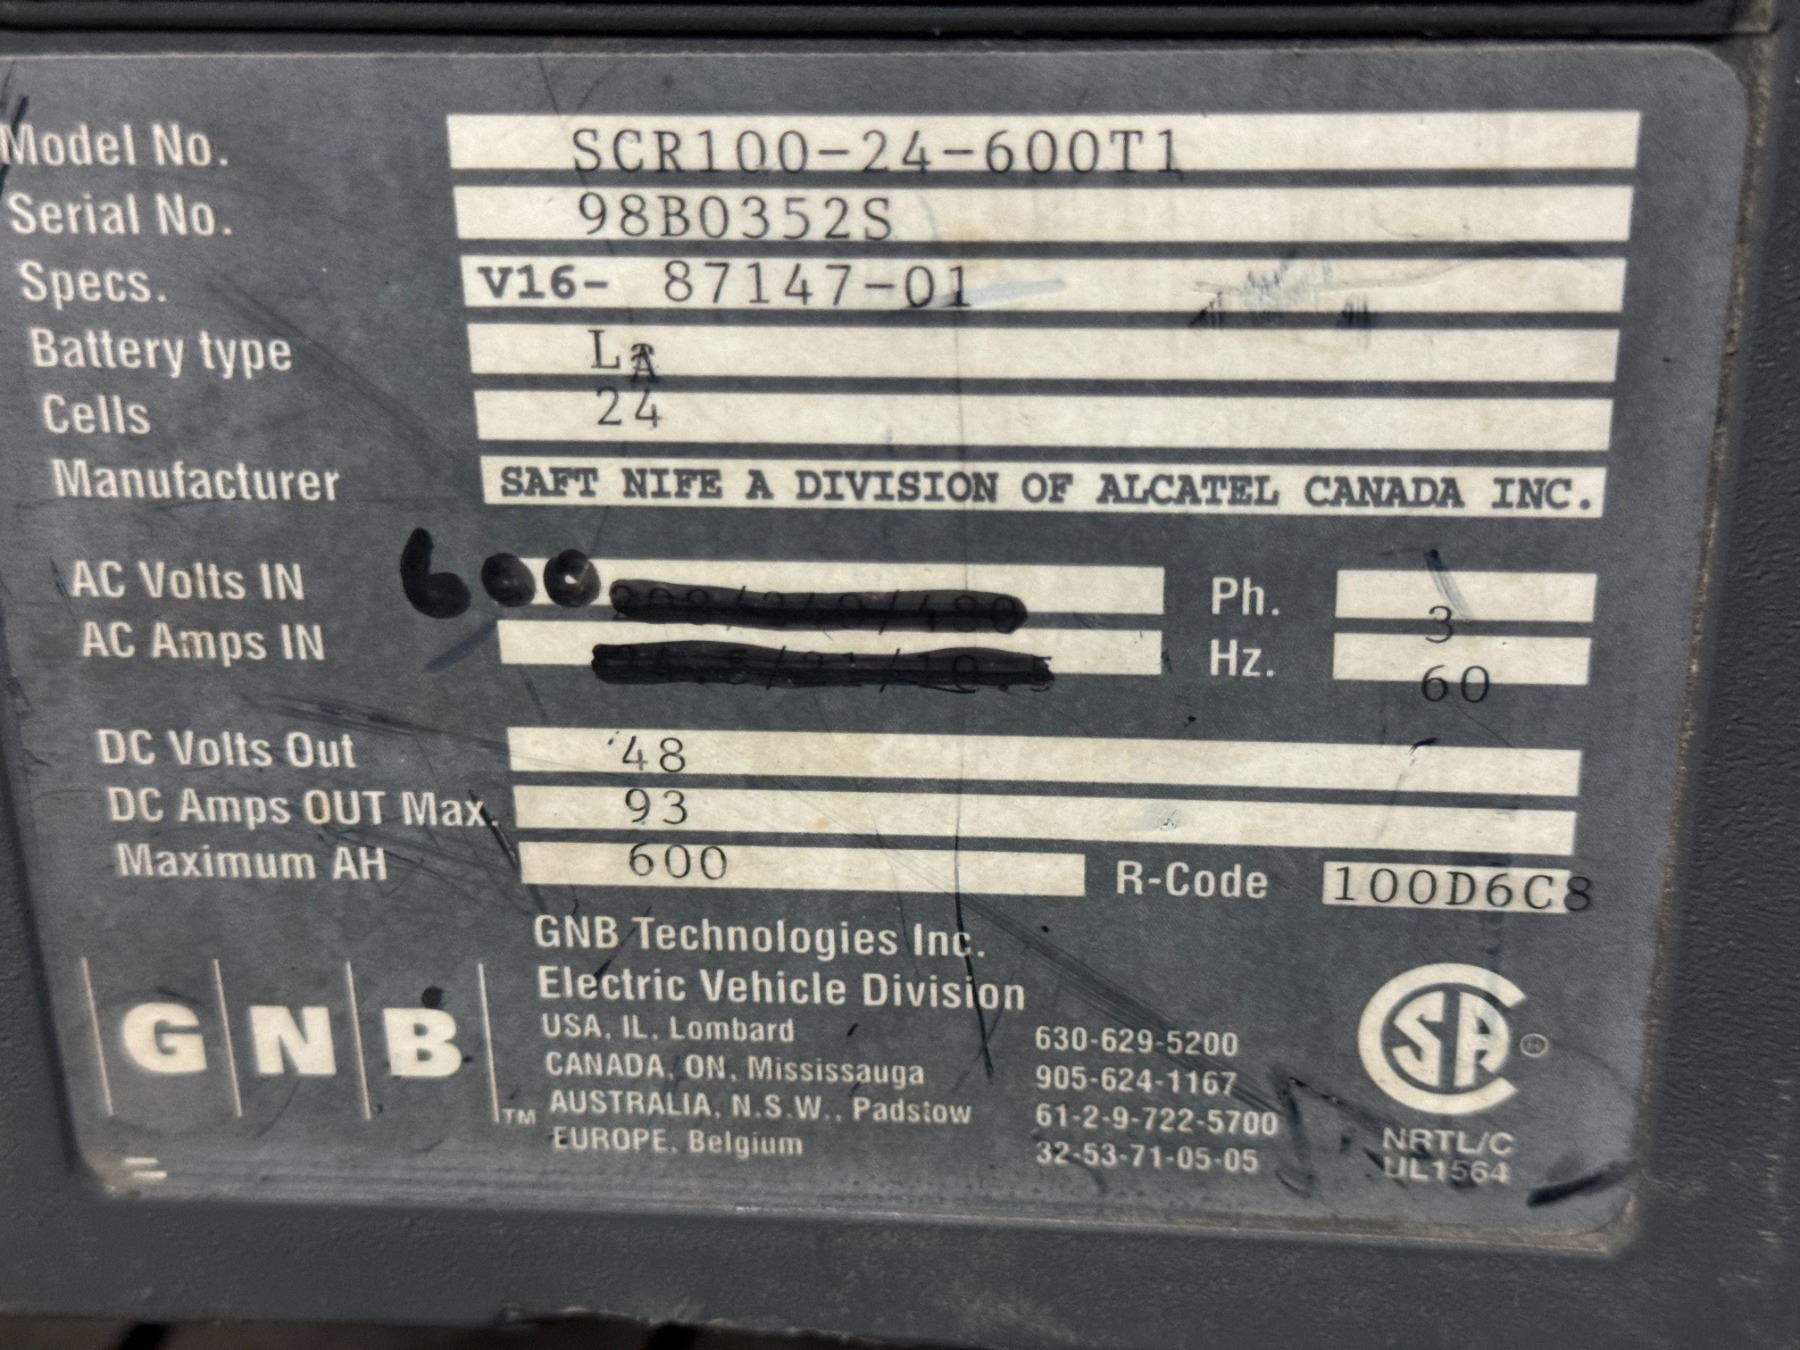 Model No. SCR100-24-600T1
Serial No. 98B0352S
Specs. V16- 87147-01
Battery type LA
Cells 24
Manufacturer SAFT NIFE A DIVISION OF ALCATEL CANADA INC.
AC Volts IN 600 208/240/480 Ph. 3
AC Amps IN Hz. 60
DC Volts Out 48
DC Amps OUT Max. 93
Maximum AH 600 R-Code 100D6C8
GNB Technologies Inc.
Electric Vehicle Division
USA, IL, Lombard 630-629-5200
CANADA, ON, Mississauga 905-624-1167
AUSTRALIA, N.S.W., Padstow 61-2-9-722-5700
EUROPE, Belgium 32-53-71-05-05
GNB TM
SA ®
NRTL/C
UL1564